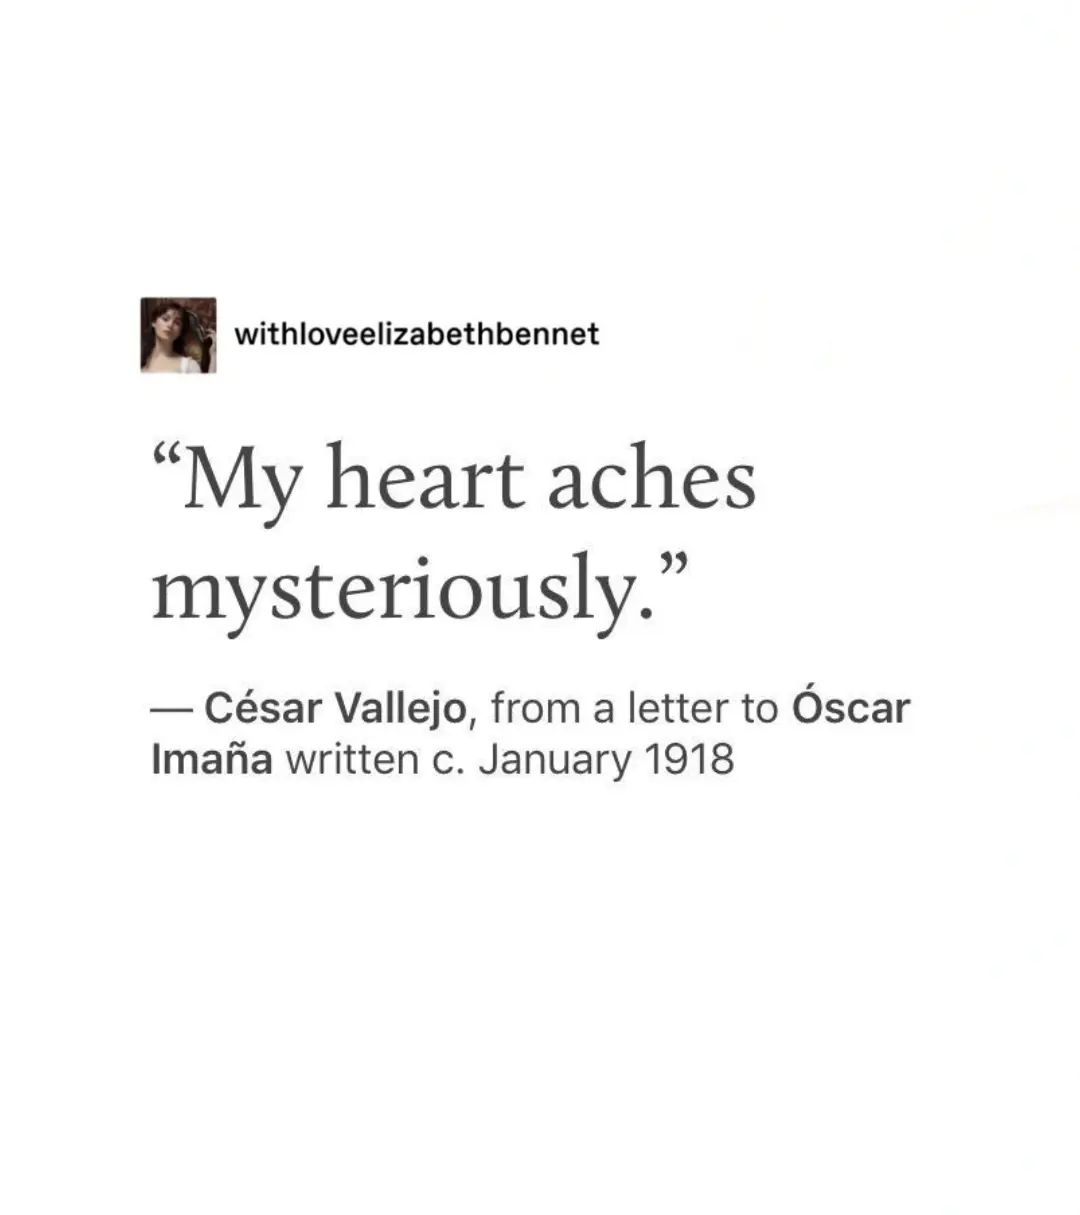 withloveelizabethbennet
“My heart aches
mysteriously.”
— César Vallejo, from a letter to Óscar
Imaña written c. January 1918